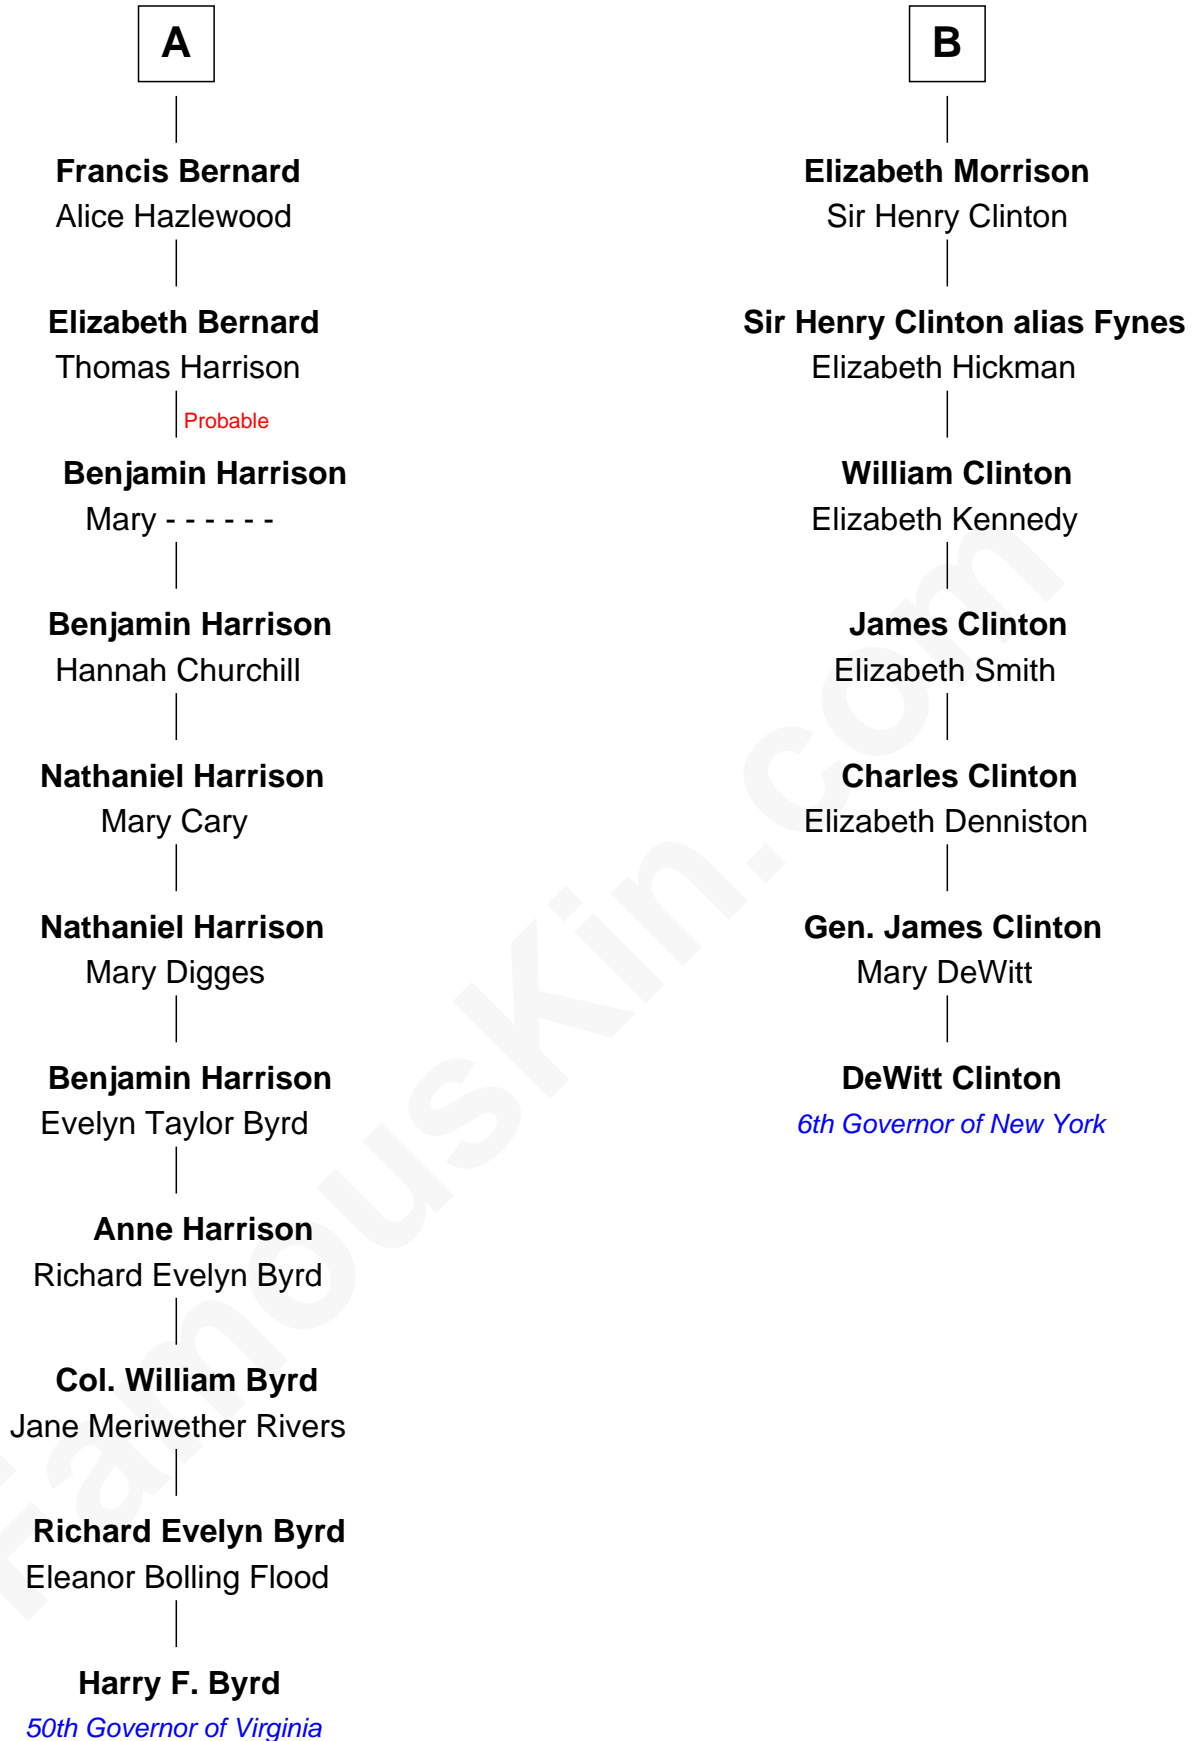 A
Francis Bernard
Alice Hazlewood
Elizabeth Bernard
Thomas Harrison
Probable
Benjamin Harrison
Mary - - - - - -
Benjamin Harrison
Hannah Churchill
Nathaniel Harrison
Mary Cary
Nathaniel Harrison
Mary Digges
Benjamin Harrison
Evelyn Taylor Byrd
Anne Harrison
Richard Evelyn Byrd
Col. William Byrd
Jane Meriwether Rivers
Richard Evelyn Byrd
Eleanor Bolling Flood
Harry F. Byrd
50th Governor of Virginia
B
Elizabeth Morrison
Sir Henry Clinton
Sir Henry Clinton alias Fynes
Elizabeth Hickman
William Clinton
Elizabeth Kennedy
James Clinton
Elizabeth Smith
Charles Clinton
Elizabeth Denniston
Gen. James Clinton
Mary DeWitt
DeWitt Clinton
6th Governor of New York
FamousKin.com